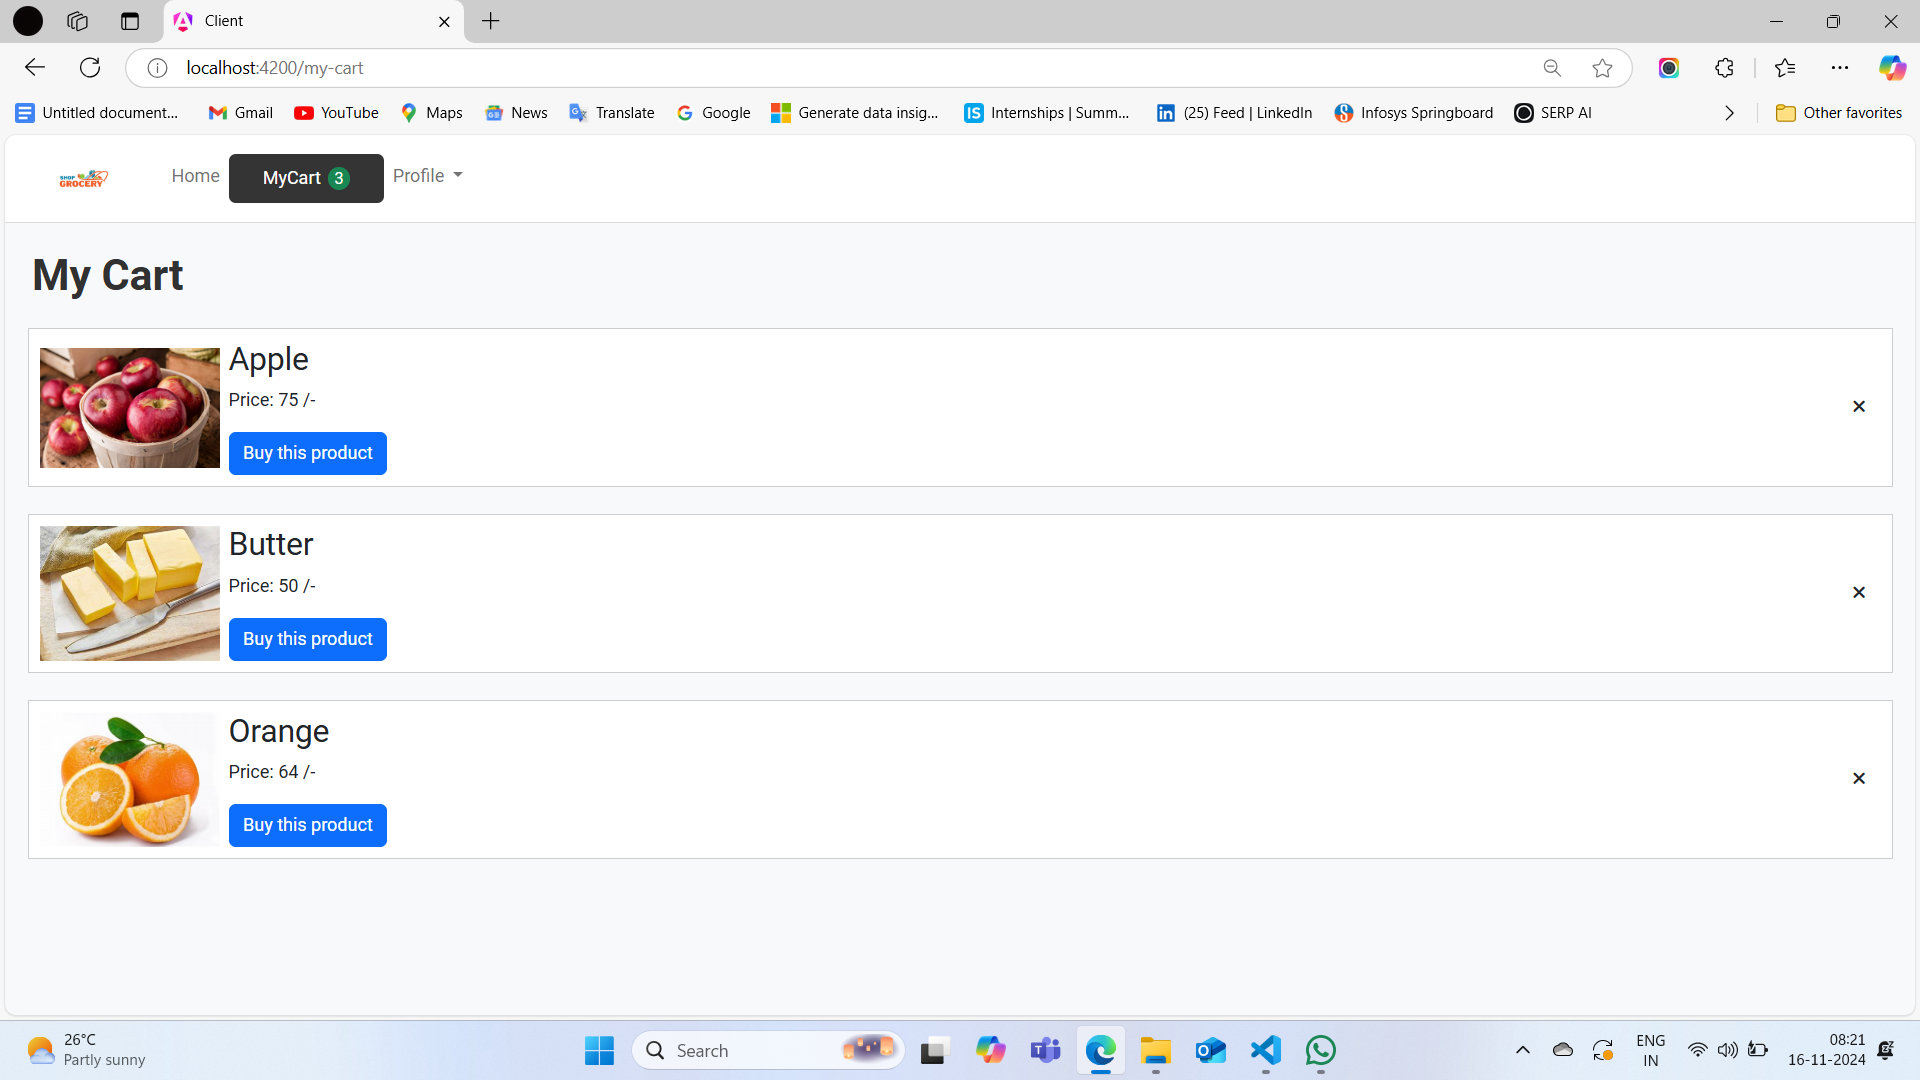 Client
localhost:4200/my-cart
Untitled document... Gmail YouTube Maps News Translate Google Generate data insig... IS Internships | Summ... (25) Feed | LinkedIn Infosys Springboard SERP AI Other favorites
SHOP
GROCERY
Home MyCart 3 Profile
My Cart
Apple
Price: 75 /-
Buy this product
Butter
Price: 50 /-
Buy this product
Orange
Price: 64 /-
Buy this product
26°C
Partly sunny
Search
ENG
IN
08:21
16-11-2024